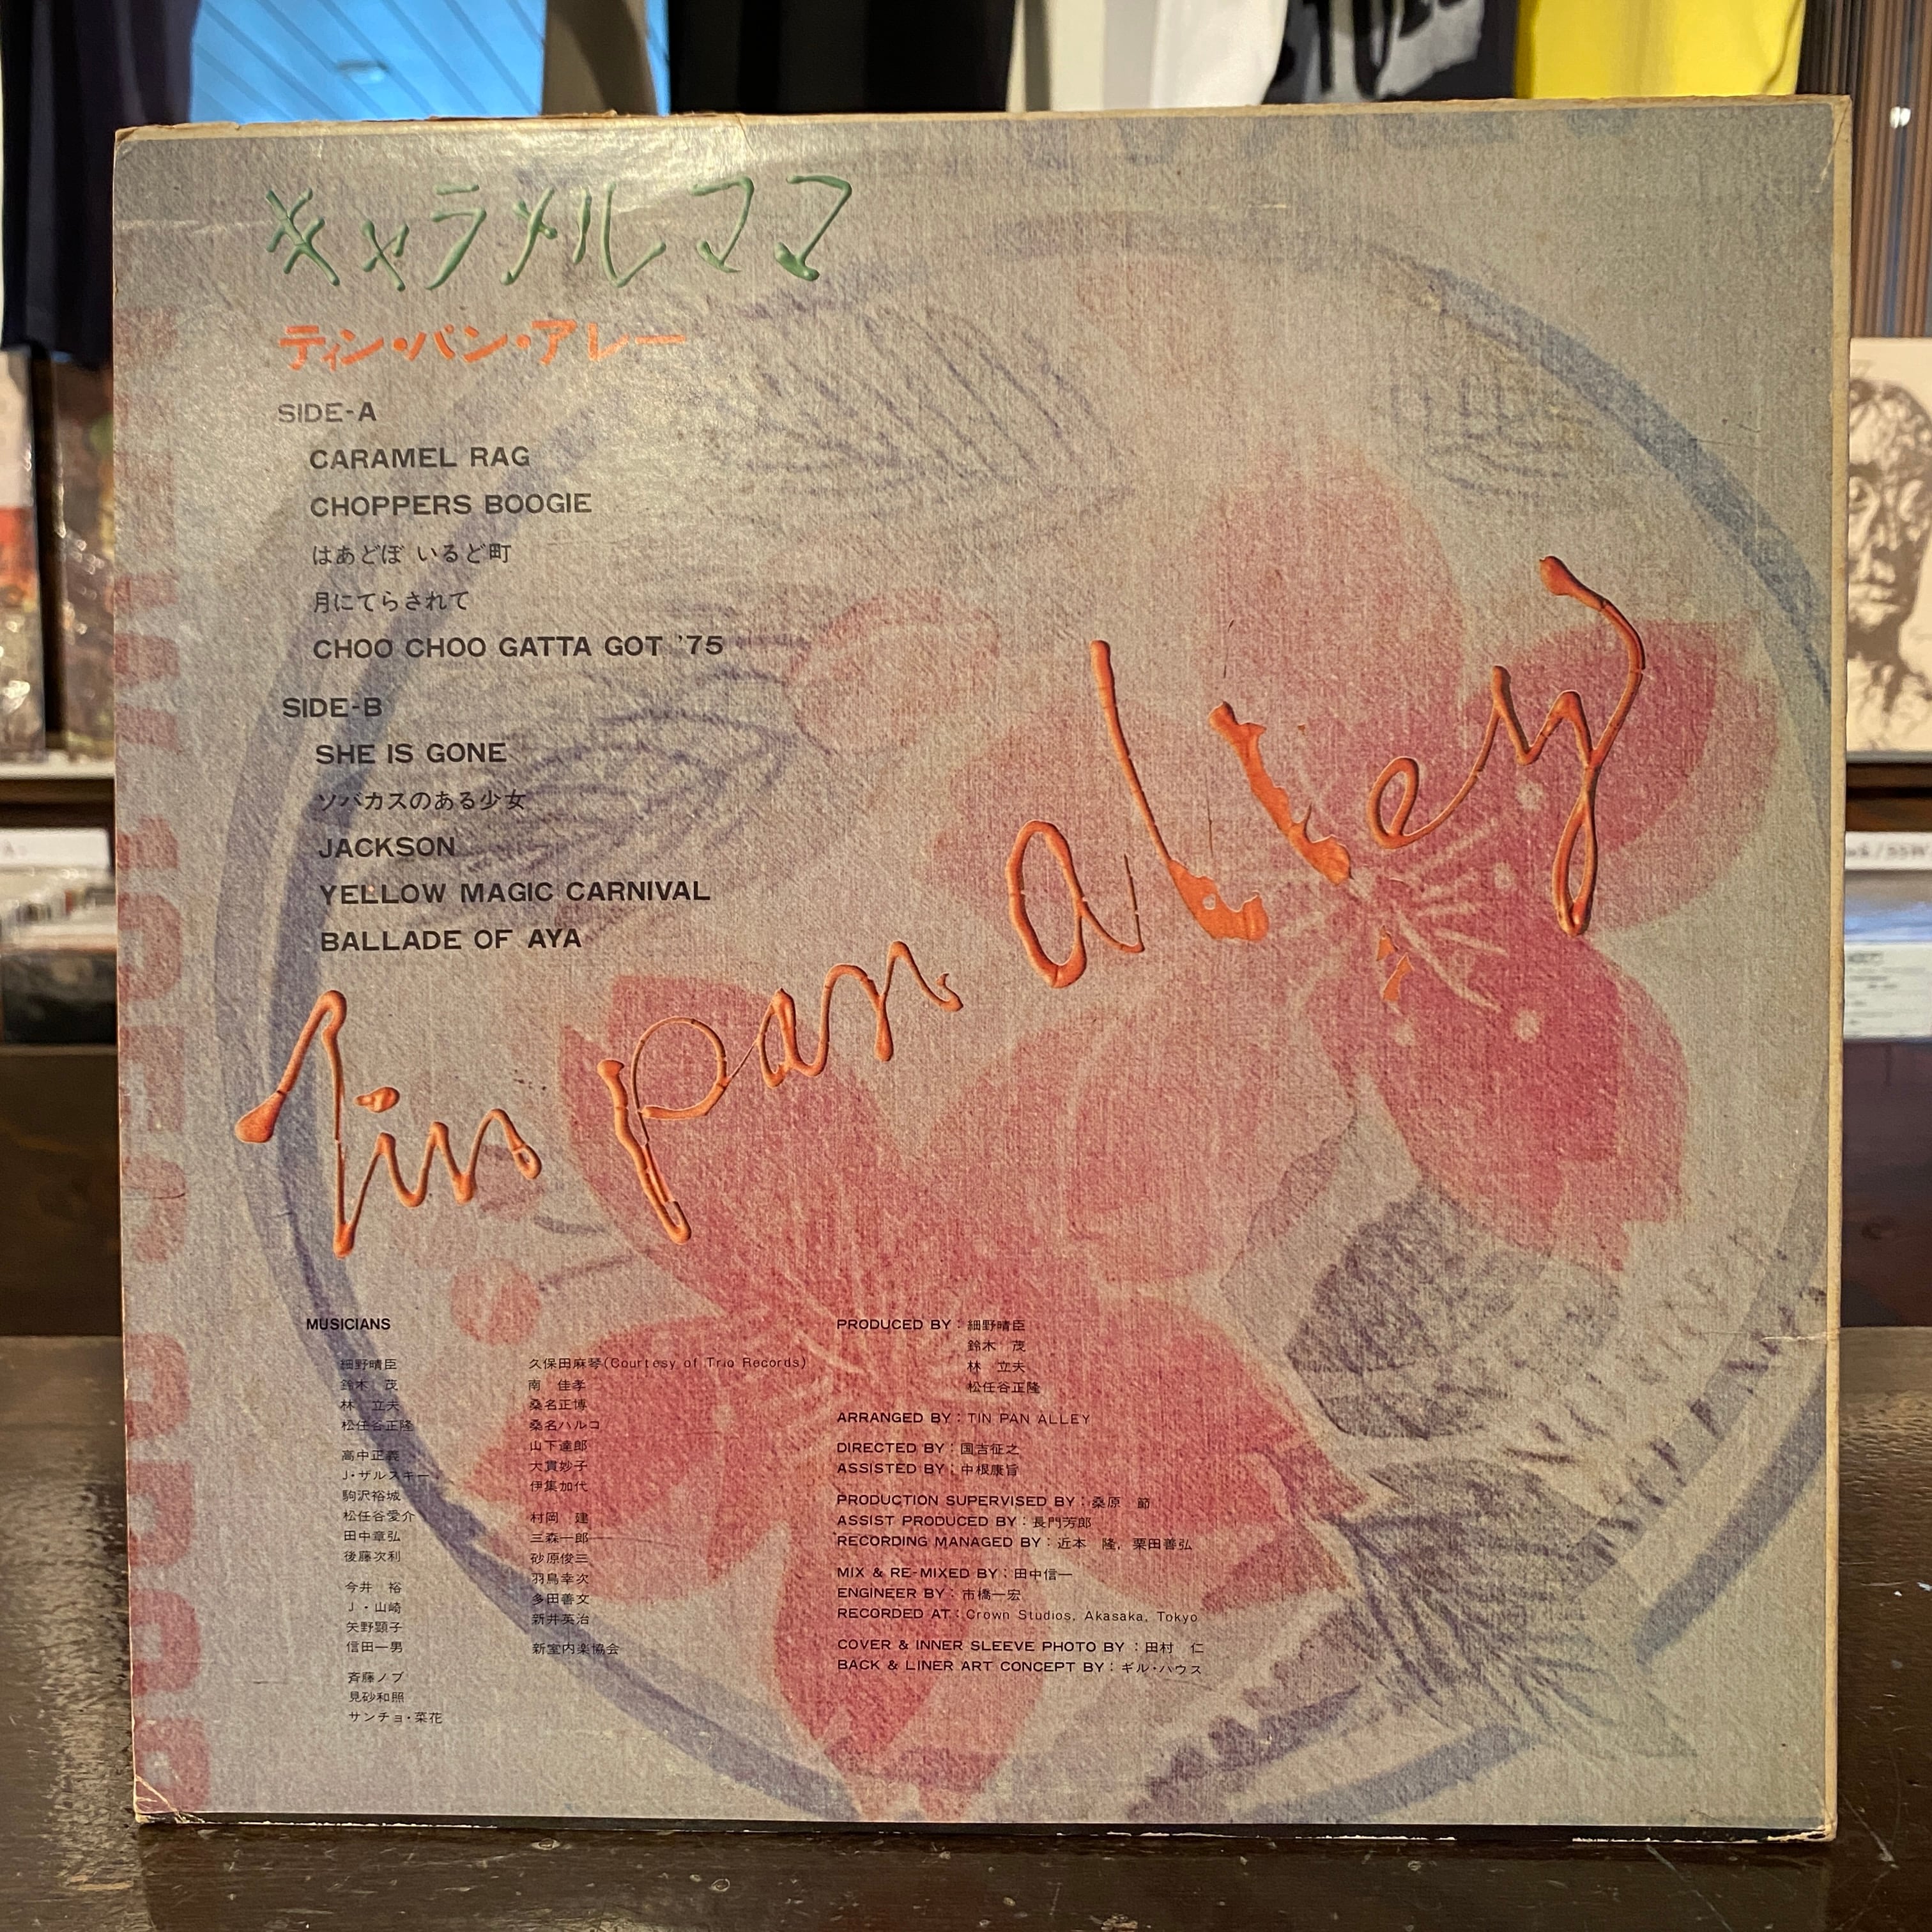 キャラメル ママ
ティン・パン・アレー
SIDE-A
CARAMEL RAG
CHOPPERS BOOGIE
はあどぼ いるど町
月にてらされて
CHOO CHOO GATTA GOT '75
SIDE-B
SHE IS GONE
ソバカスのある少女
JACKSON
YELLOW MAGIC CARNIVAL
BALLADE OF AYA
Tin pan alley
MUSICIANS
細野晴臣
鈴木 茂
林 立夫
松任谷正隆
高中正義
J・ザルスキー
駒沢裕城
松任谷愛介
田中章弘
後藤次利
今井 裕
J・山崎
矢野顕子
信田一男
斉藤ノブ
見砂和照
サンチョ・菜花
久保田麻琴(Courtesy of Trio Records)
南 佳孝
桑名正博
桑名ハルコ
山下達郎
大貫妙子
伊集加代
村岡 建
三森一郎
砂原俊三
羽鳥幸次
多田善文
新井英治
新室内楽協会
PRODUCED BY：細野晴臣
鈴木 茂
林 立夫
松任谷正隆
ARRANGED BY：TIN PAN ALLEY
DIRECTED BY：国吉征之
ASSISTED BY：中根康旨
PRODUCTION SUPERVISED BY：桑原 節
ASSIST PRODUCED BY：長門芳郎
RECORDING MANAGED BY：近本 隆, 栗田善弘
MIX & RE-MIXED BY：田中信一
ENGINEER BY：市橋一宏
RECORDED AT：Crown Studios, Akasaka, Tokyo
COVER & INNER SLEEVE PHOTO BY：田村 仁
BACK & LINER ART CONCEPT BY：ギル・ハウス